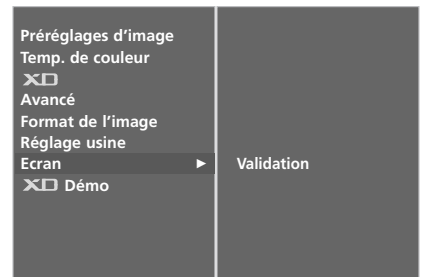 Préréglages d'image
Temp. de couleur
XD
Avancé
Format de l'image
Réglage usine
Ecran ► Validation
XD Démo